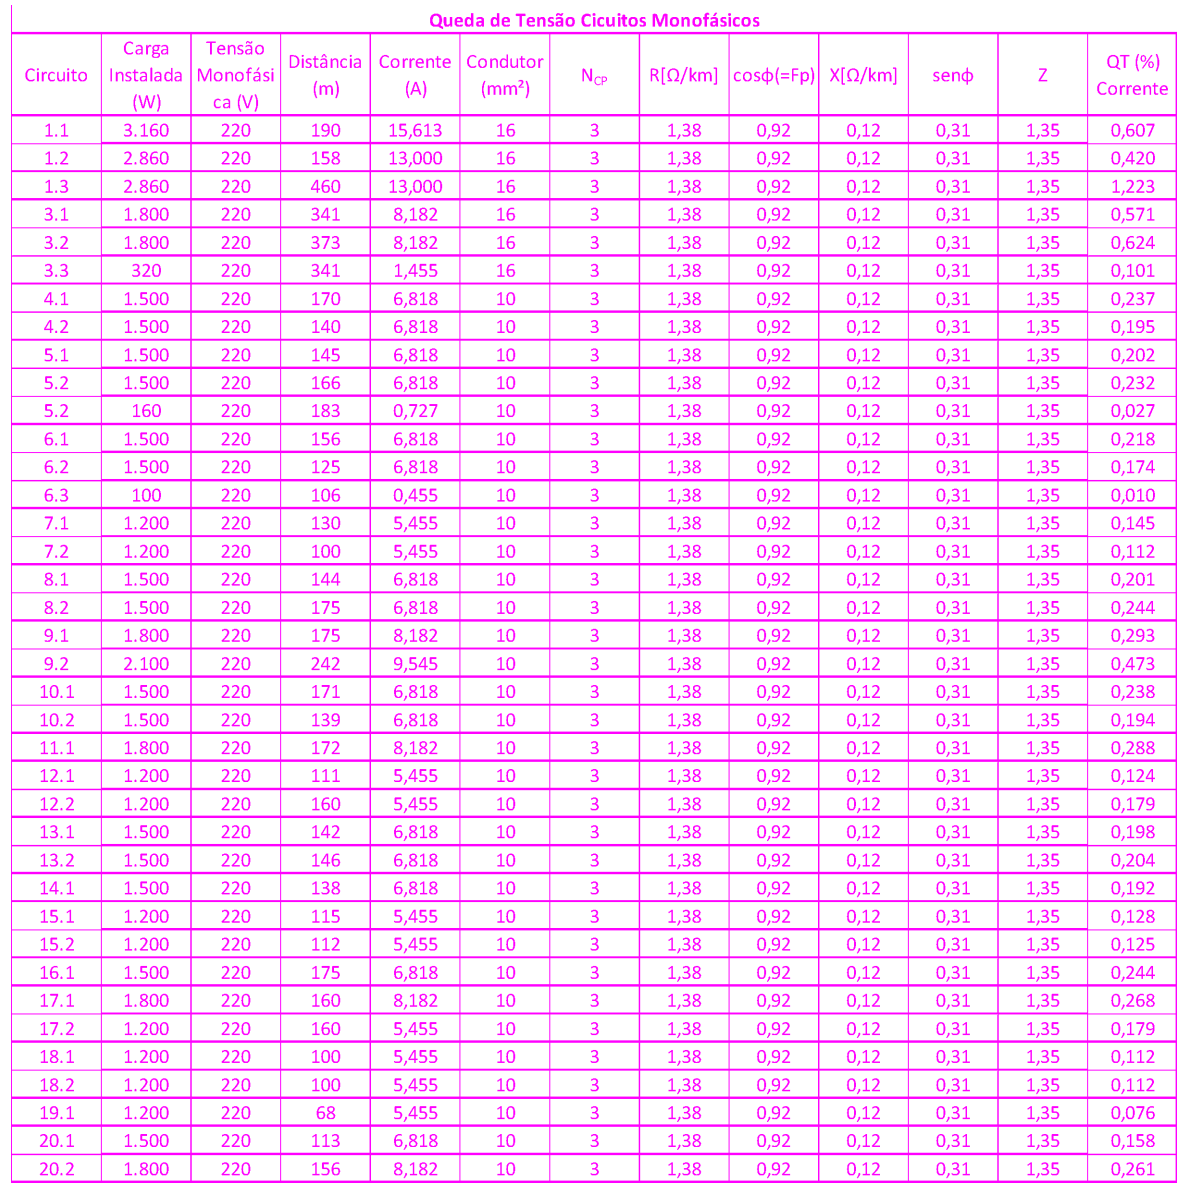 Queda de Tensão Cicuitos Monofásicos
Circuito Carga Instalada (W) Tensão Monofási ca (V) Distância (m) Corrente (A) Condutor (mm²) NCP R[Ω/km] cosϕ(=Fp) X[Ω/km] senϕ Z QT (%) Corrente
1.1 3.160 220 190 15,613 16 3 1,38 0,92 0,12 0,31 1,35 0,607
1.2 2.860 220 158 13,000 16 3 1,38 0,92 0,12 0,31 1,35 0,420
1.3 2.860 220 460 13,000 16 3 1,38 0,92 0,12 0,31 1,35 1,223
3.1 1.800 220 341 8,182 16 3 1,38 0,92 0,12 0,31 1,35 0,571
3.2 1.800 220 373 8,182 16 3 1,38 0,92 0,12 0,31 1,35 0,624
3.3 320 220 341 1,455 16 3 1,38 0,92 0,12 0,31 1,35 0,101
4.1 1.500 220 170 6,818 10 3 1,38 0,92 0,12 0,31 1,35 0,237
4.2 1.500 220 140 6,818 10 3 1,38 0,92 0,12 0,31 1,35 0,195
5.1 1.500 220 145 6,818 10 3 1,38 0,92 0,12 0,31 1,35 0,202
5.2 1.500 220 166 6,818 10 3 1,38 0,92 0,12 0,31 1,35 0,232
5.2 160 220 183 0,727 10 3 1,38 0,92 0,12 0,31 1,35 0,027
6.1 1.500 220 156 6,818 10 3 1,38 0,92 0,12 0,31 1,35 0,218
6.2 1.500 220 125 6,818 10 3 1,38 0,92 0,12 0,31 1,35 0,174
6.3 100 220 106 0,455 10 3 1,38 0,92 0,12 0,31 1,35 0,010
7.1 1.200 220 130 5,455 10 3 1,38 0,92 0,12 0,31 1,35 0,145
7.2 1.200 220 100 5,455 10 3 1,38 0,92 0,12 0,31 1,35 0,112
8.1 1.500 220 144 6,818 10 3 1,38 0,92 0,12 0,31 1,35 0,201
8.2 1.500 220 175 6,818 10 3 1,38 0,92 0,12 0,31 1,35 0,244
9.1 1.800 220 175 8,182 10 3 1,38 0,92 0,12 0,31 1,35 0,293
9.2 2.100 220 242 9,545 10 3 1,38 0,92 0,12 0,31 1,35 0,473
10.1 1.500 220 171 6,818 10 3 1,38 0,92 0,12 0,31 1,35 0,238
10.2 1.500 220 139 6,818 10 3 1,38 0,92 0,12 0,31 1,35 0,194
11.1 1.800 220 172 8,182 10 3 1,38 0,92 0,12 0,31 1,35 0,288
12.1 1.200 220 111 5,455 10 3 1,38 0,92 0,12 0,31 1,35 0,124
12.2 1.200 220 160 5,455 10 3 1,38 0,92 0,12 0,31 1,35 0,179
13.1 1.500 220 142 6,818 10 3 1,38 0,92 0,12 0,31 1,35 0,198
13.2 1.500 220 146 6,818 10 3 1,38 0,92 0,12 0,31 1,35 0,204
14.1 1.500 220 138 6,818 10 3 1,38 0,92 0,12 0,31 1,35 0,192
15.1 1.200 220 115 5,455 10 3 1,38 0,92 0,12 0,31 1,35 0,128
15.2 1.200 220 112 5,455 10 3 1,38 0,92 0,12 0,31 1,35 0,125
16.1 1.500 220 175 6,818 10 3 1,38 0,92 0,12 0,31 1,35 0,244
17.1 1.800 220 160 8,182 10 3 1,38 0,92 0,12 0,31 1,35 0,268
17.2 1.200 220 160 5,455 10 3 1,38 0,92 0,12 0,31 1,35 0,179
18.1 1.200 220 100 5,455 10 3 1,38 0,92 0,12 0,31 1,35 0,112
18.2 1.200 220 100 5,455 10 3 1,38 0,92 0,12 0,31 1,35 0,112
19.1 1.200 220 68 5,455 10 3 1,38 0,92 0,12 0,31 1,35 0,076
20.1 1.500 220 113 6,818 10 3 1,38 0,92 0,12 0,31 1,35 0,158
20.2 1.800 220 156 8,182 10 3 1,38 0,92 0,12 0,31 1,35 0,261